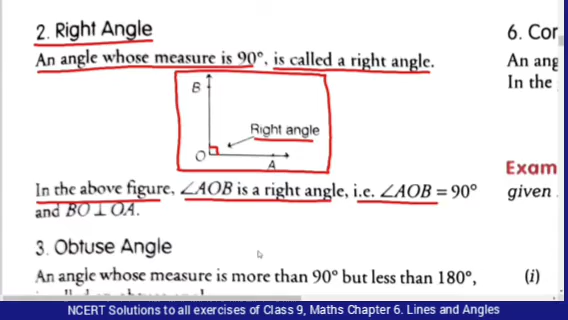 2. Right Angle
An angle whose measure is 90°, is called a right angle.
B
Right angle
O
A
In the above figure, ∠AOB is a right angle, i.e. ∠AOB = 90°
and BO ⊥ OA.
3. Obtuse Angle
An angle whose measure is more than 90° but less than 180°,
6. Cor
An ang
In the
Exam
given
(i)
NCERT Solutions to all exercises of Class 9, Maths Chapter 6. Lines and Angles